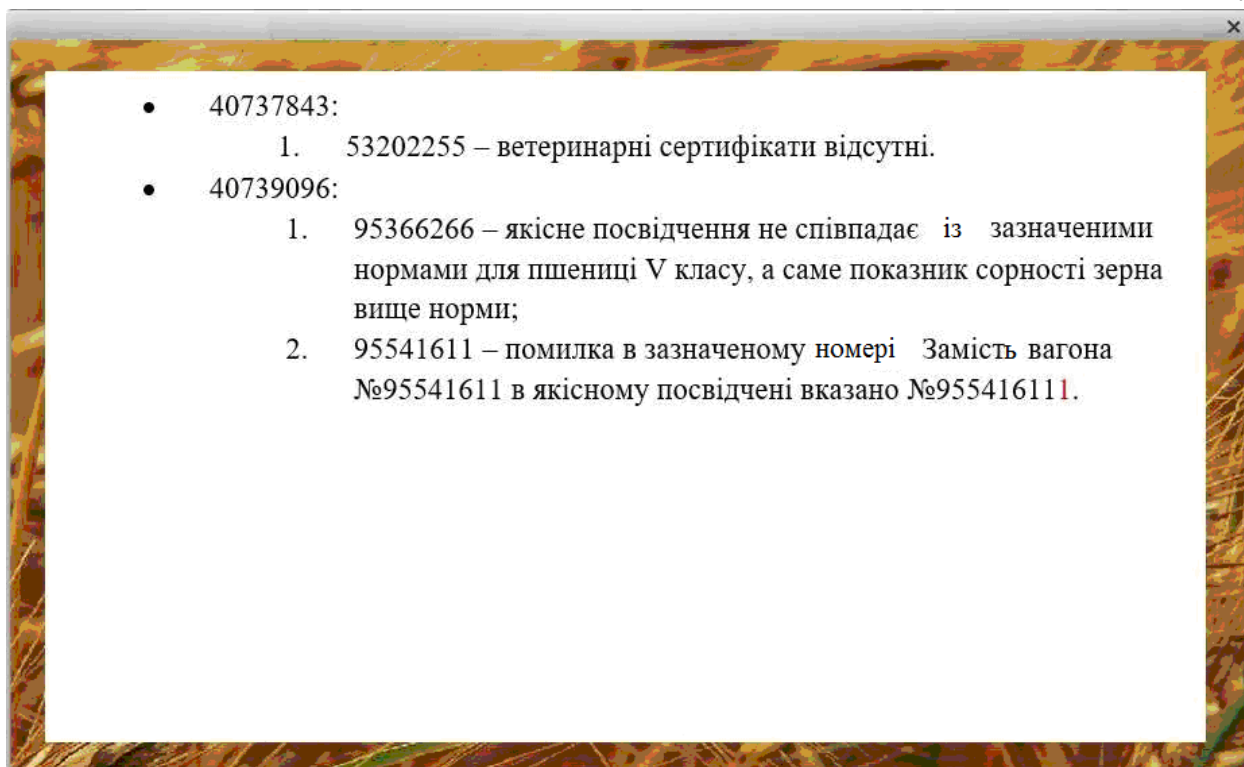 • 40737843:
1. 53202255 – ветеринарні сертифікати відсутні.
• 40739096:
1. 95366266 – якісне посвідчення не співпадає із зазначеними
нормами для пшениці V класу, а саме показник сорності зерна
вище норми;
2. 95541611 – помилка в зазначеному номері Замість вагона
№95541611 в якісному посвідчені вказано №955416111.